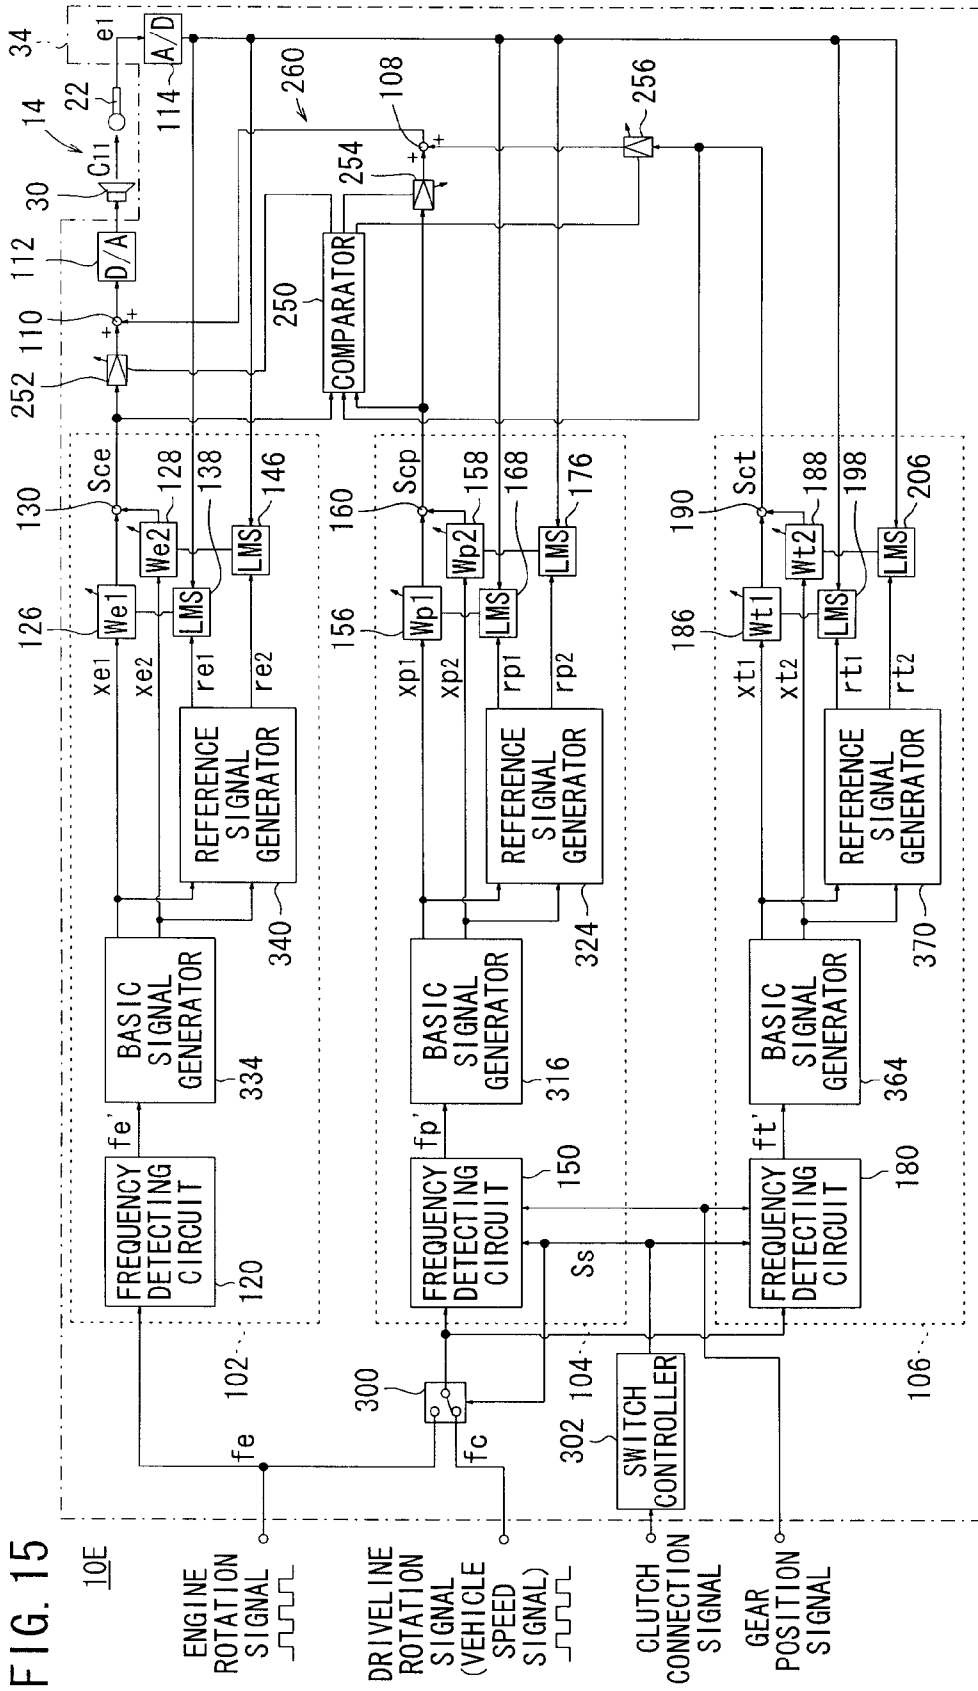 FIG. 15
10E
34
14
22
e1
A/D
114
30
C11
112
D/A
110
+
+
252
250
COMPARATOR
254
+
+
108
260
256
ENGINE
ROTATION
SIGNAL
fe
102
FREQUENCY
DETECTING
CIRCUIT
120
fe'
BASIC
SIGNAL
GENERATOR
334
REFERENCE
SIGNAL
GENERATOR
340
xe1
xe2
re1
re2
126
We1
We2
LMS
LMS
130
128
138
146
Sce
DRIVELINE
ROTATION
SIGNAL
(VEHICLE
SPEED
SIGNAL)
fc
300
104
FREQUENCY
DETECTING
CIRCUIT
150
Ss
fp'
BASIC
SIGNAL
GENERATOR
316
REFERENCE
SIGNAL
GENERATOR
324
xp1
xp2
rp1
rp2
156
Wp1
Wp2
LMS
LMS
160
158
168
176
Scp
CLUTCH
CONNECTION
SIGNAL
302
SWITCH
CONTROLLER
GEAR
POSITION
SIGNAL
106
FREQUENCY
DETECTING
CIRCUIT
180
ft'
BASIC
SIGNAL
GENERATOR
364
REFERENCE
SIGNAL
GENERATOR
370
xt1
xt2
rt1
rt2
186
Wt1
Wt2
LMS
LMS
190
188
198
206
Sct